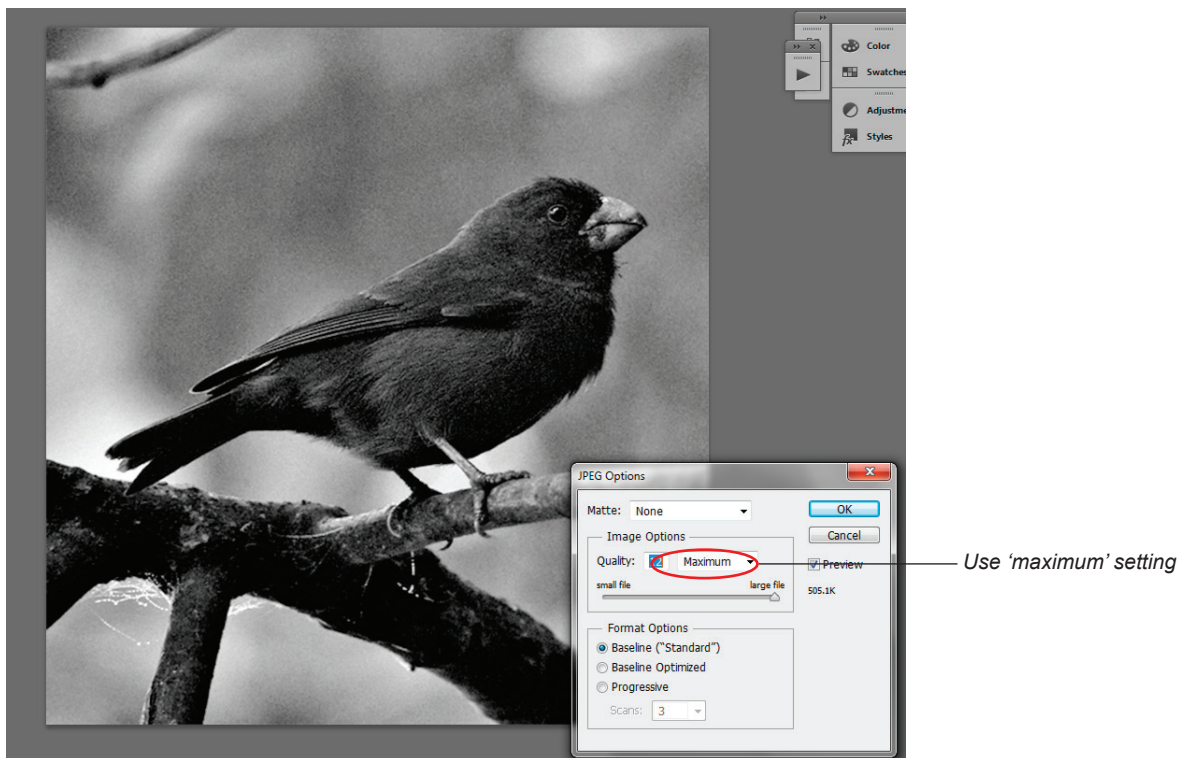 Color
Swatches
Adjustme
Styles
JPEG Options
Matte: None
OK
Image Options
Cancel
Quality: Maximum
Preview
small file large file
505.1K
Format Options
Baseline ("Standard")
Baseline Optimized
Progressive
Scans: 3
Use ‘maximum’ setting